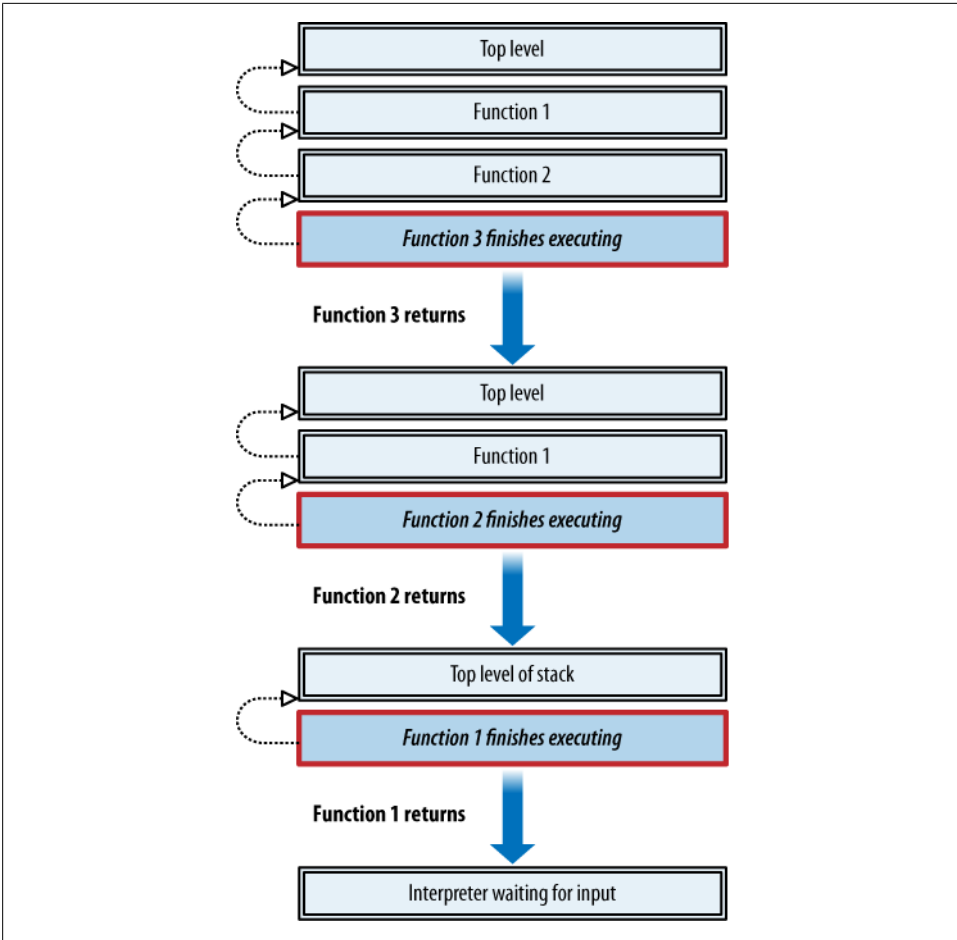 Top level
Function 1
Function 2
Function 3 finishes executing
Function 3 returns
Top level
Function 1
Function 2 finishes executing
Function 2 returns
Top level of stack
Function 1 finishes executing
Function 1 returns
Interpreter waiting for input